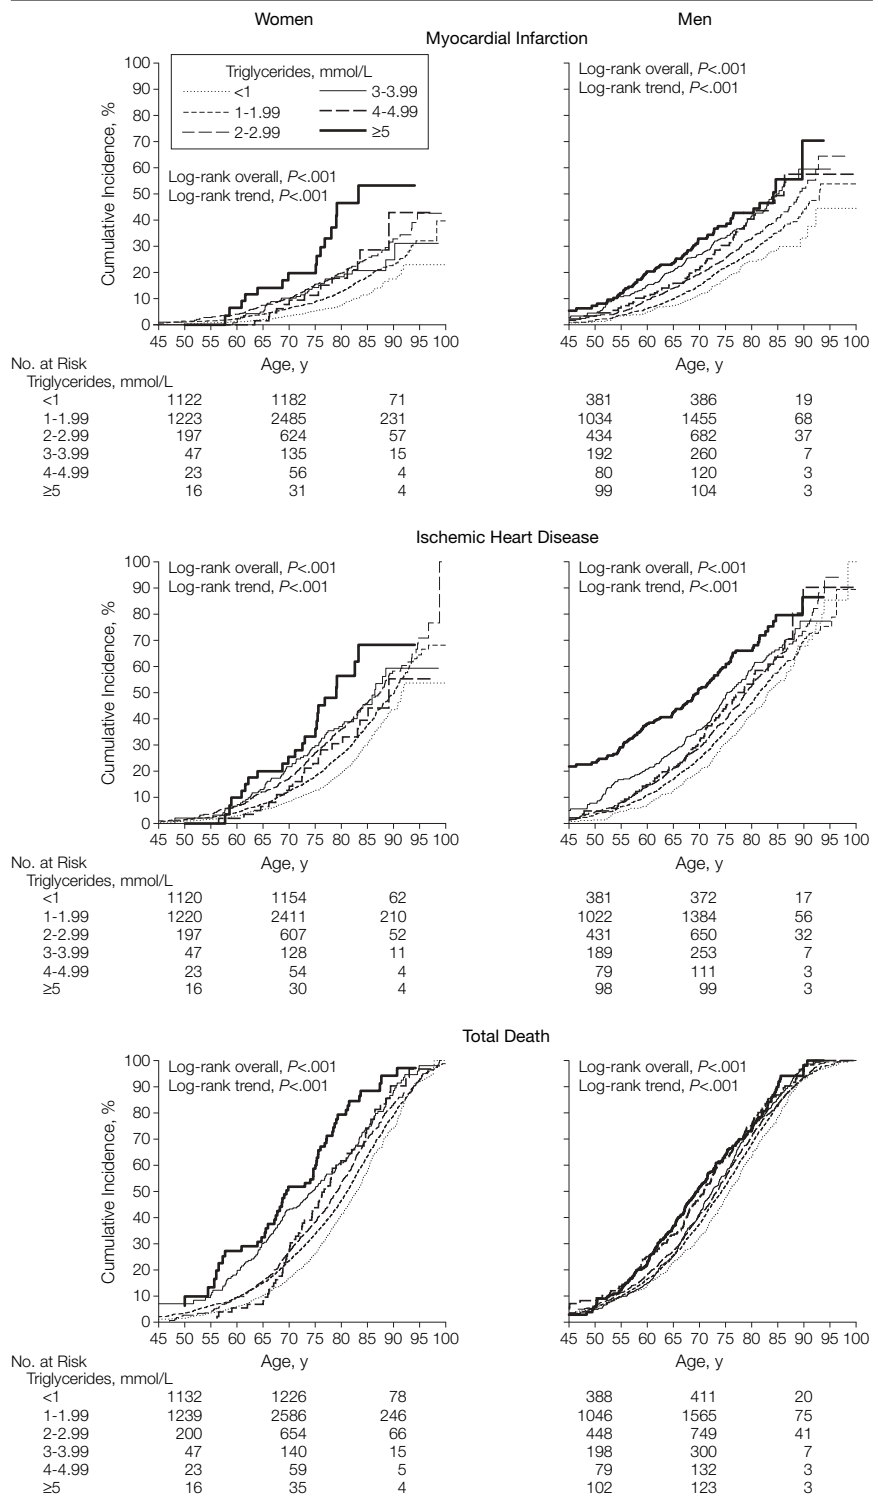 Women Men
Myocardial Infarction
Triglycerides, mmol/L
<1 3-3.99
1-1.99 4-4.99
2-2.99 ≥5
Log-rank overall, P<.001
Log-rank trend, P<.001
Log-rank overall, P<.001
Log-rank trend, P<.001
Cumulative Incidence, %
100
90
80
70
60
50
40
30
20
10
0
45 50 55 60 65 70 75 80 85 90 95 100 45 50 55 60 65 70 75 80 85 90 95 100
No. at Risk Age, y Age, y
Triglycerides, mmol/L
<1 1122 1182 71 381 386 19
1-1.99 1223 2485 231 1034 1455 68
2-2.99 197 624 57 434 682 37
3-3.99 47 135 15 192 260 7
4-4.99 23 56 4 80 120 3
≥5 16 31 4 99 104 3
Ischemic Heart Disease
Log-rank overall, P<.001 Log-rank overall, P<.001
Log-rank trend, P<.001 Log-rank trend, P<.001
Cumulative Incidence, %
100
90
80
70
60
50
40
30
20
10
0
45 50 55 60 65 70 75 80 85 90 95 100 45 50 55 60 65 70 75 80 85 90 95 100
No. at Risk Age, y Age, y
Triglycerides, mmol/L
<1 1120 1154 62 381 372 17
1-1.99 1220 2411 210 1022 1384 56
2-2.99 197 607 52 431 650 32
3-3.99 47 128 11 189 253 7
4-4.99 23 54 4 79 111 3
≥5 16 30 4 98 99 3
Total Death
Log-rank overall, P<.001 Log-rank overall, P<.001
Log-rank trend, P<.001 Log-rank trend, P<.001
Cumulative Incidence, %
100
90
80
70
60
50
40
30
20
10
0
45 50 55 60 65 70 75 80 85 90 95 100 45 50 55 60 65 70 75 80 85 90 95 100
No. at Risk Age, y Age, y
Triglycerides, mmol/L
<1 1132 1226 78 388 411 20
1-1.99 1239 2586 246 1046 1565 75
2-2.99 200 654 66 448 749 41
3-3.99 47 140 15 198 300 7
4-4.99 23 59 5 79 132 3
≥5 16 35 4 102 123 3